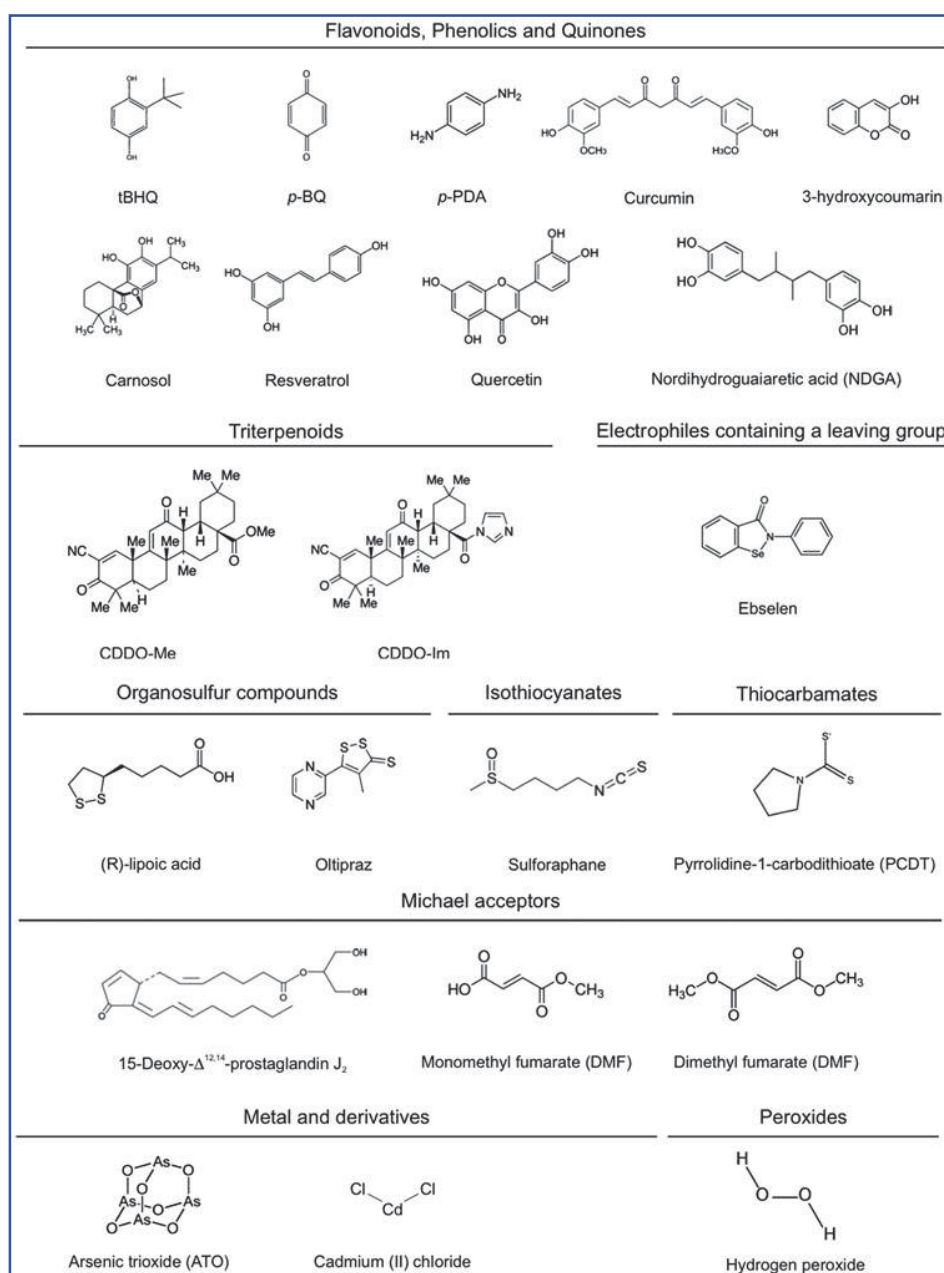 Flavonoids, Phenolics and Quinones
OH
OH
tBHQ
O
O
p-BQ
NH₂
H₂N
p-PDA
O O
HO
OCH₃
H₃CO
OH
Curcumin
OH
O O
3-hydroxycoumarin
OH
HO
CH₃
CH₃
O
O
H
H₃C CH₃
Carnosol
OH
HO
OH
Resveratrol
OH
OH
HO
O
OH
OH O
Quercetin
HO
HO
OH
OH
Nordihydroguaiaretic acid (NDGA)
Triterpenoids
Electrophiles containing a leaving group
Me Me
O
H
OMe
NC
Me Me
H
O
O
Me
Me Me
H
CDDO-Me
Me Me
O
H
N
N
NC
Me Me
H
O
O
Me
Me Me
H
CDDO-Im
O
N
Se
Ebselen
Organosulfur compounds
Isothiocyanates
Thiocarbamates
O
OH
S S
(R)-lipoic acid
S S
N
S
N
Oltipraz
O
S
S
N C
Sulforaphane
S-
N
S
Pyrrolidine-1-carbodithioate (PCDT)
Michael acceptors
OH
O
O
OH
O
15-Deoxy-Δ12,14-prostaglandin J₂
O
HO
O
CH₃
O
Monomethyl fumarate (DMF)
O
H₃C
O
O
CH₃
O
Dimethyl fumarate (DMF)
Metal and derivatives
Peroxides
As
O O
O
As As
O
O As O
Arsenic trioxide (ATO)
Cl Cl
Cd
Cadmium (II) chloride
H
O O
H
Hydrogen peroxide